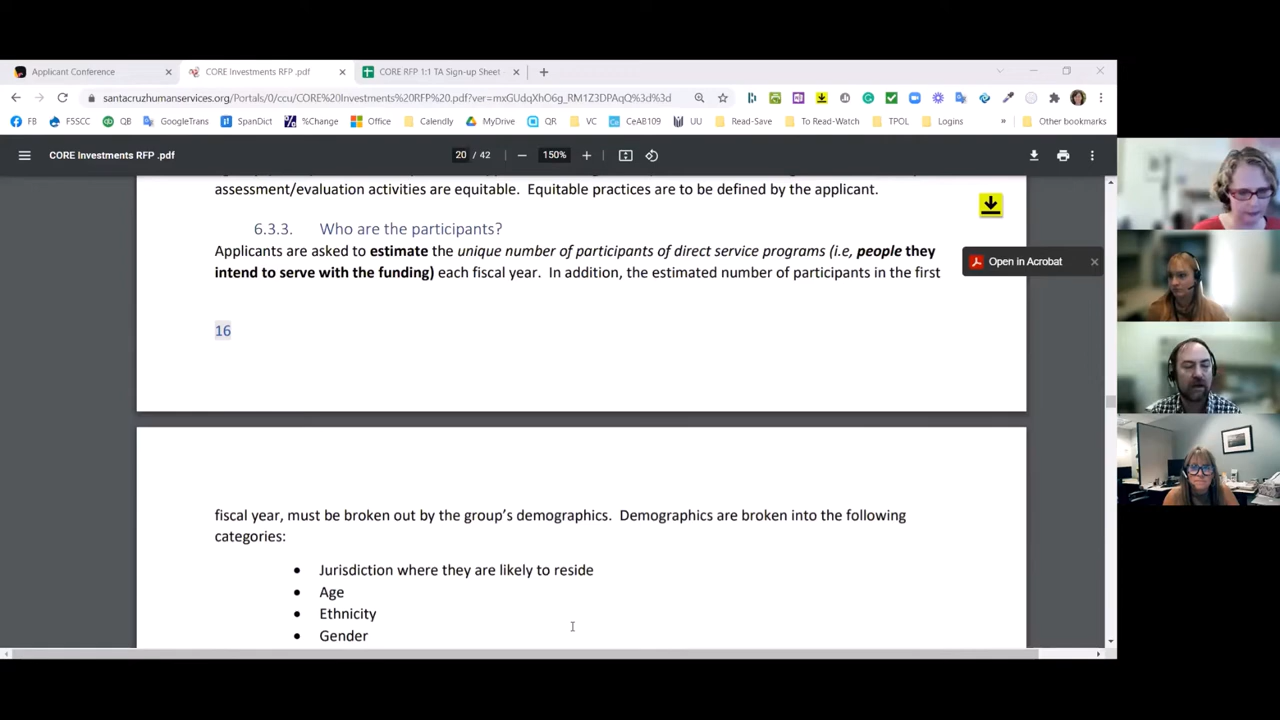 Applicant Conference
CORE Investments RFP .pdf
CORE RFP 1:1 TA Sign-up Sheet
santacruzhumanservices.org/Portals/0/ccu/CORE%20Investments%20RFP%20.pdf?ver=mxGUdqXhO6g_RM1Z3DPAqQ%3d%3d
FB
F5SCC
QB
GoogleTrans
SpanDict
%Change
Office
Calendly
MyDrive
QR
VC
CeAB109
UU
Read-Save
To Read-Watch
TPOL
Logins
»
Other bookmarks
CORE Investments RFP .pdf
20 / 42
150%
assessment/evaluation activities are equitable. Equitable practices are to be defined by the applicant.
6.3.3. Who are the participants?
Applicants are asked to estimate the unique number of participants of direct service programs (i.e, people they
intend to serve with the funding) each fiscal year. In addition, the estimated number of participants in the first
Open in Acrobat
16
fiscal year, must be broken out by the group's demographics. Demographics are broken into the following
categories:
• Jurisdiction where they are likely to reside
• Age
• Ethnicity
• Gender